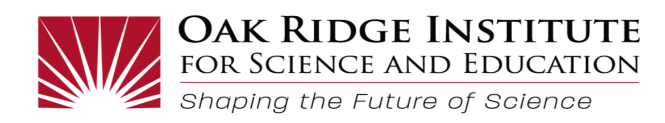 OAK RIDGE INSTITUTE
FOR SCIENCE AND EDUCATION
Shaping the Future of Science